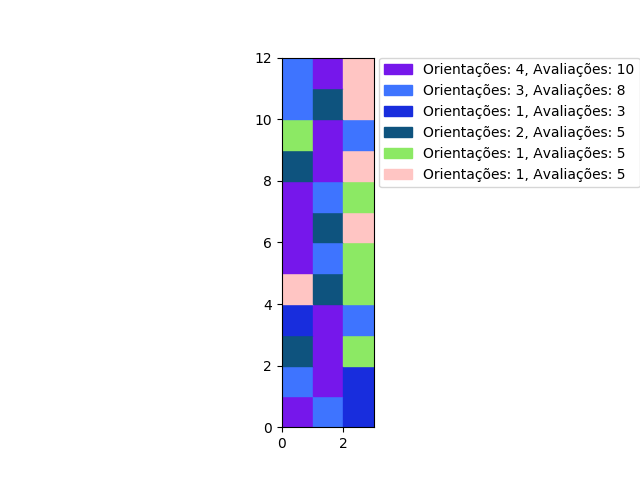 12
10
8
6
4
2
0
0
2
Orientações: 4, Avaliações: 10
Orientações: 3, Avaliações: 8
Orientações: 1, Avaliações: 3
Orientações: 2, Avaliações: 5
Orientações: 1, Avaliações: 5
Orientações: 1, Avaliações: 5